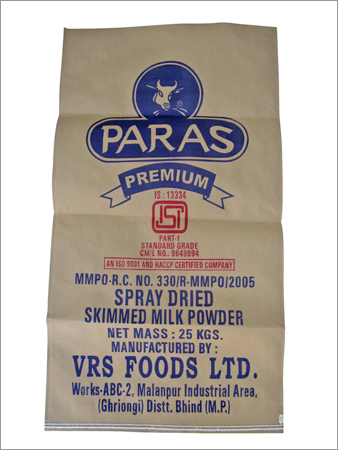 PARAS
PREMIUM
IS : 13334
ISI
PART-1
STANDARD GRADE
CM/L NO.: 8648094
AN ISO 9001 AND HACCP CERTIFIED COMPANY
MMPO-R.C. NO. 330/R-MMPO/2005
SPRAY DRIED
SKIMMED MILK POWDER
NET MASS : 25 KGS.
MANUFACTURED BY :
VRS FOODS LTD.
Works-ABC-2, Malanpur Industrial Area,
(Ghriongi) Distt. Bhind (M.P.)